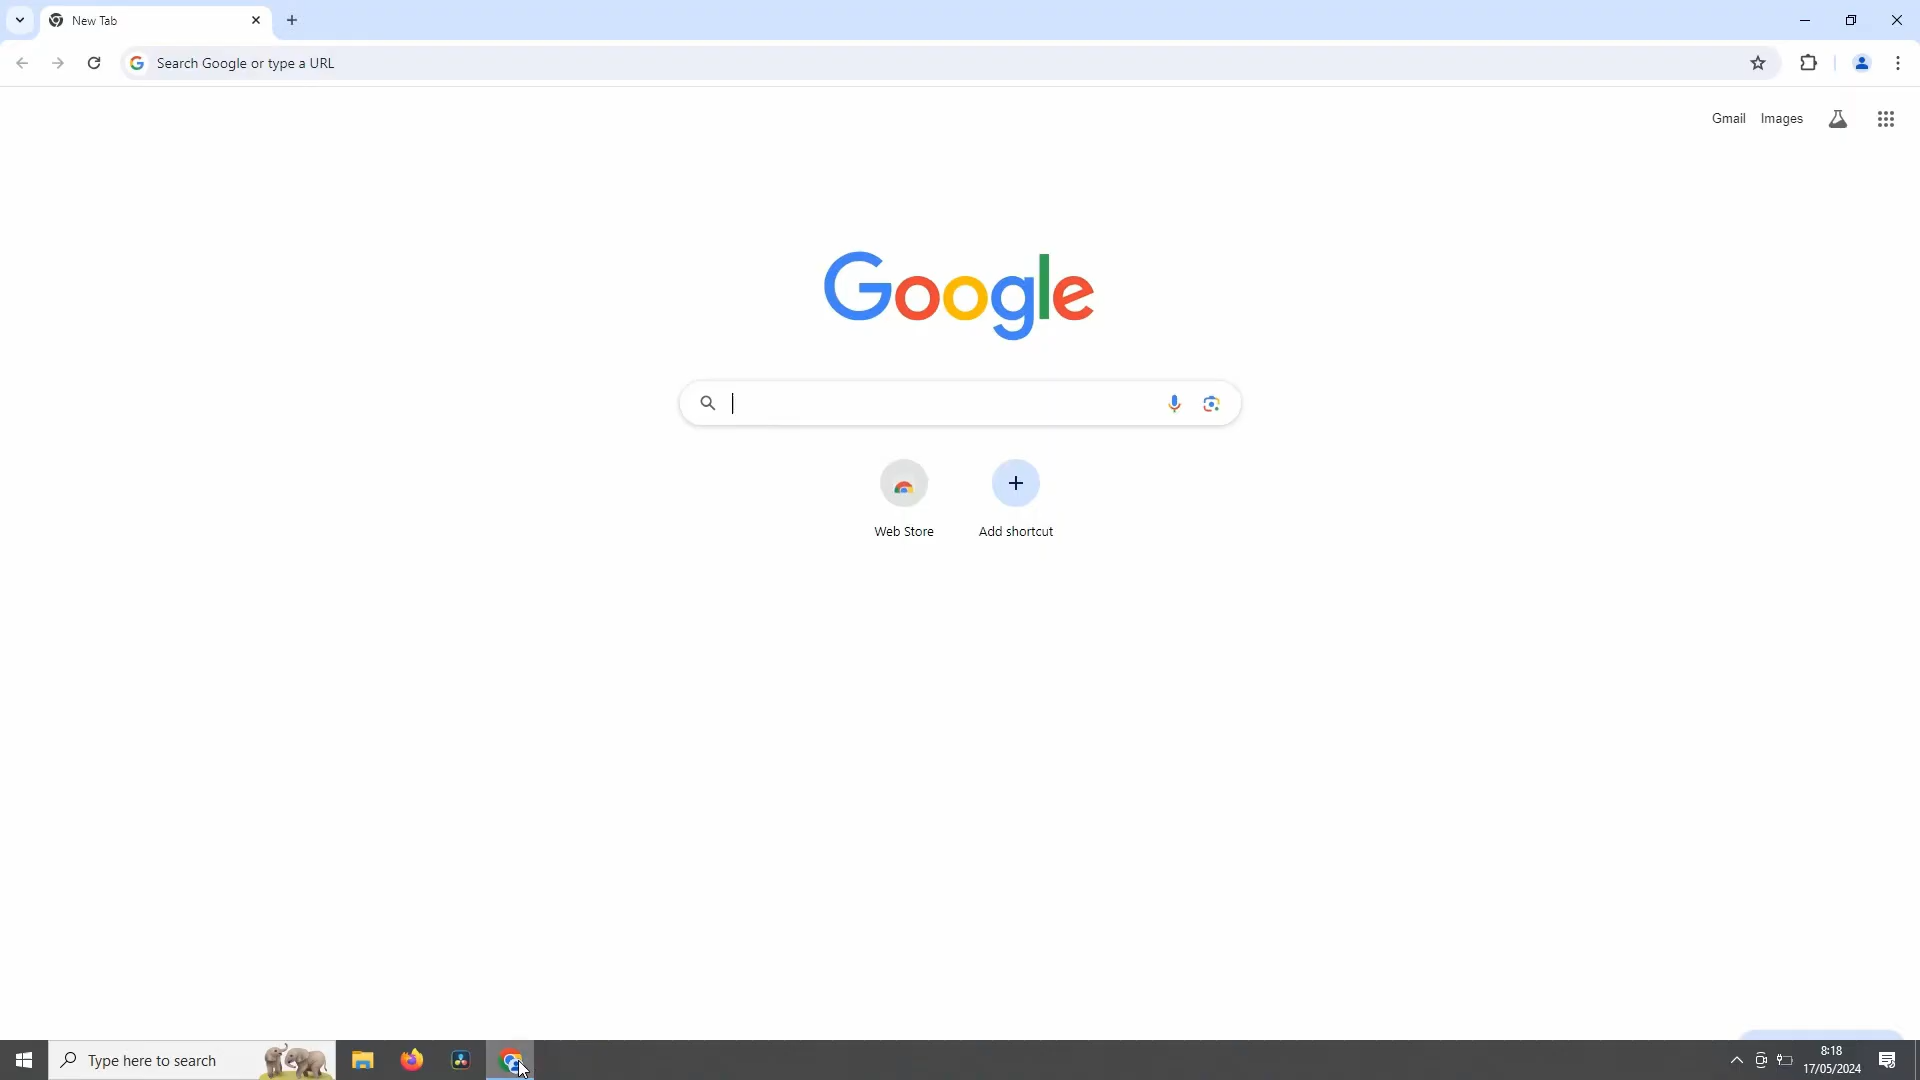 New Tab
Search Google or type a URL
Gmail Images
Google
Web Store Add shortcut
Type here to search
8:18
17/05/2024